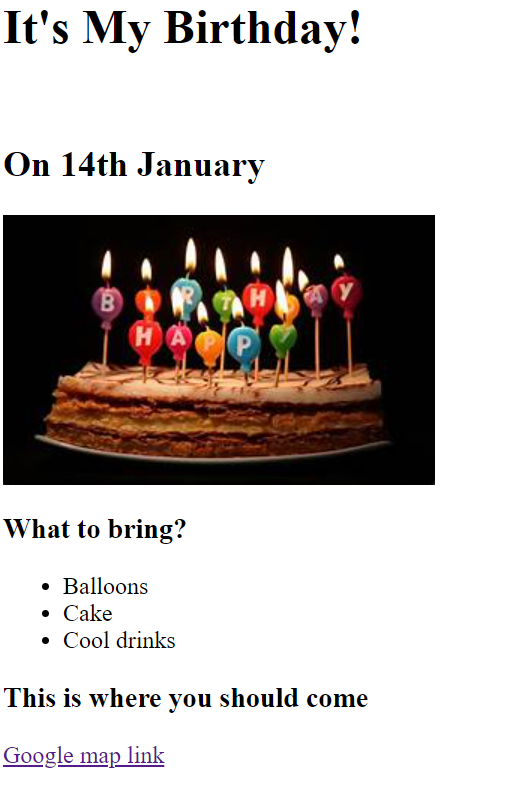 It's My Birthday!
On 14th January
B I R T H D A Y
H A P P Y
What to bring?
Balloons
Cake
Cool drinks
This is where you should come
Google map link